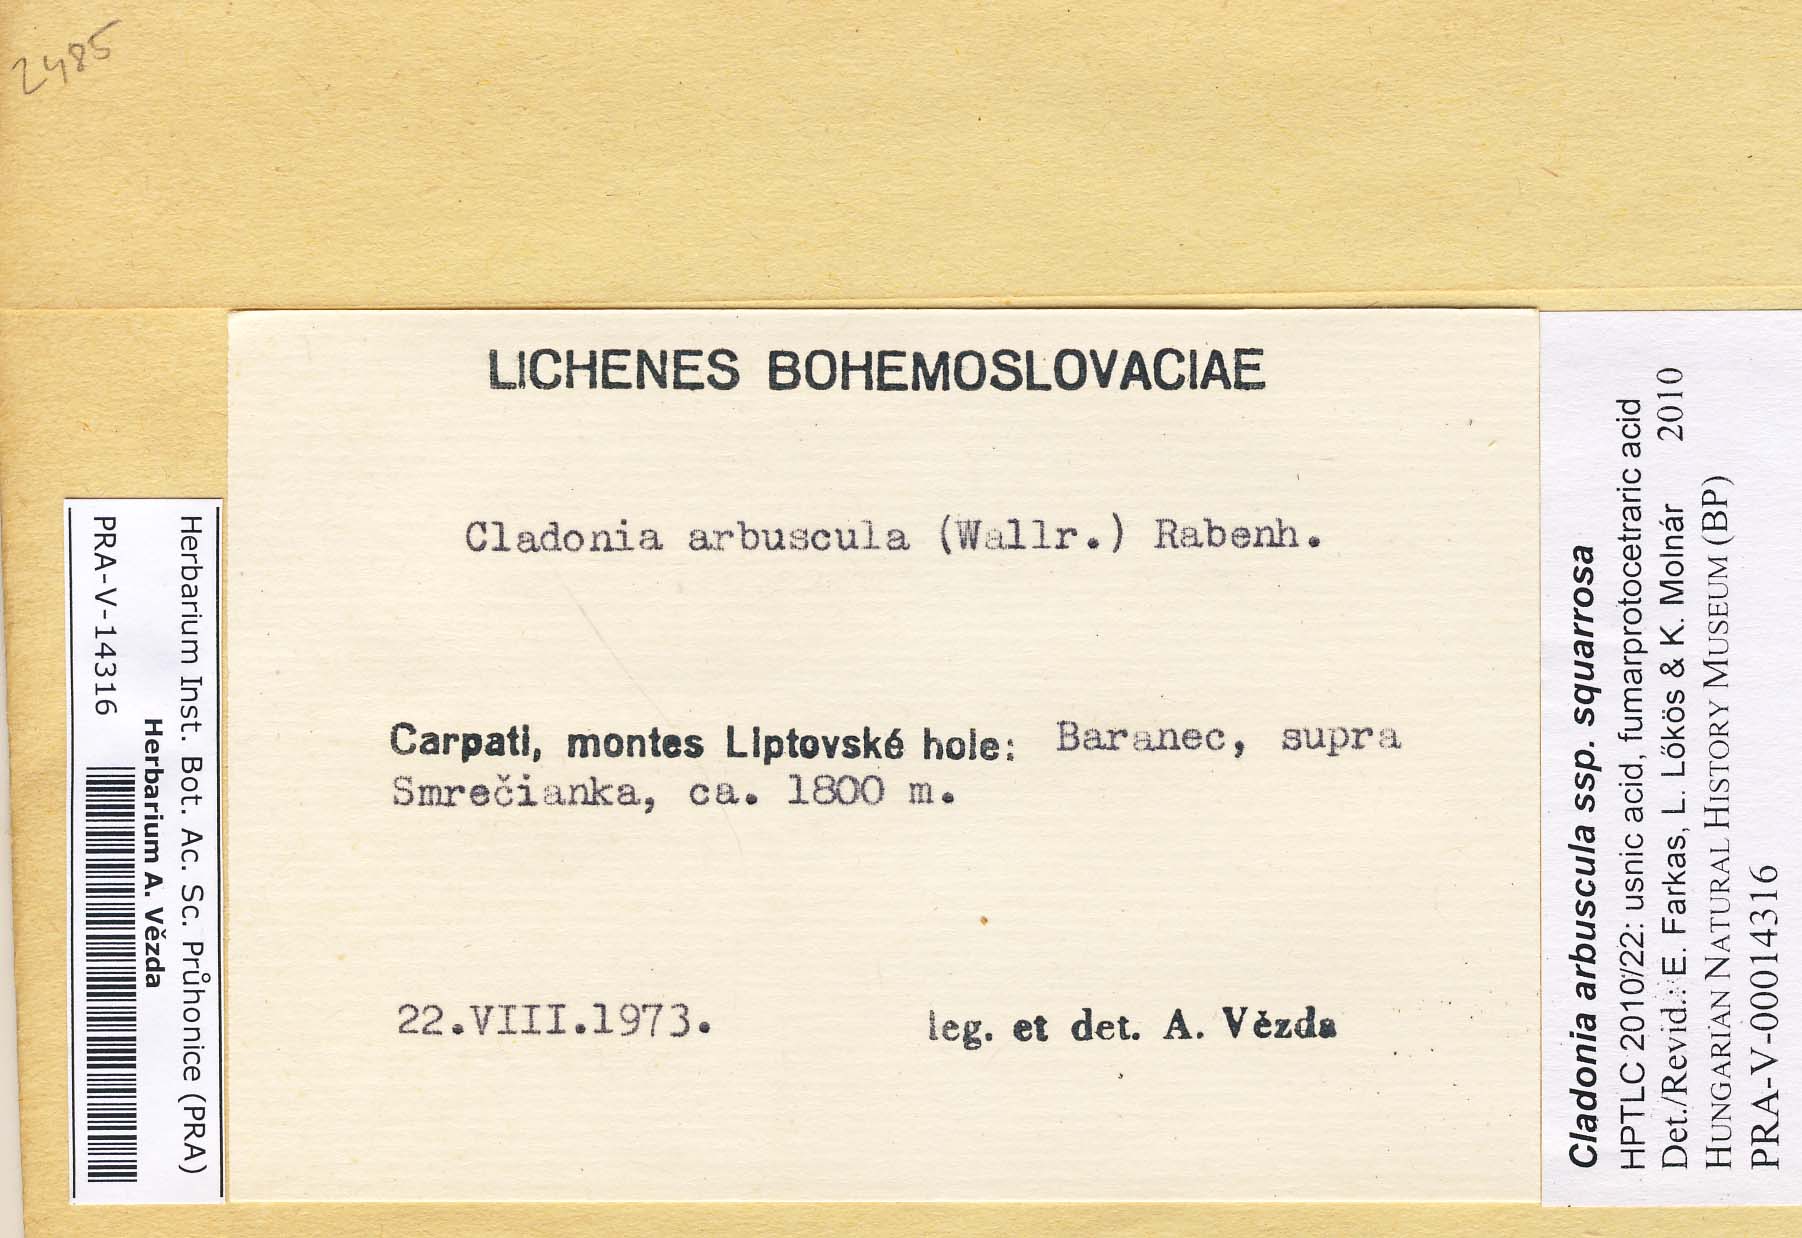 2485
LICHENES BOHEMOSLOVACIAE
Cladonia arbuscula (Wallr.) Rabenh.
Carpati, montes Liptovské hole: Baranec, supra
Smrečianka, ca. 1800 m.
22.VIII.1973.
leg. et det. A. Vězda
Herbarium Inst. Bot. Ac. Sc. Průhonice (PRA)
Herbarium A. Vězda
PRA-V-14316
Cladonia arbuscula ssp. squarrosa
HPTLC 2010/22: usnic acid, fumarprotocetraric acid
Det./Revid.: E. Farkas, L. Lőkös & K. Molnár 2010
HUNGARIAN NATURAL HISTORY MUSEUM (BP)
PRA-V-00014316